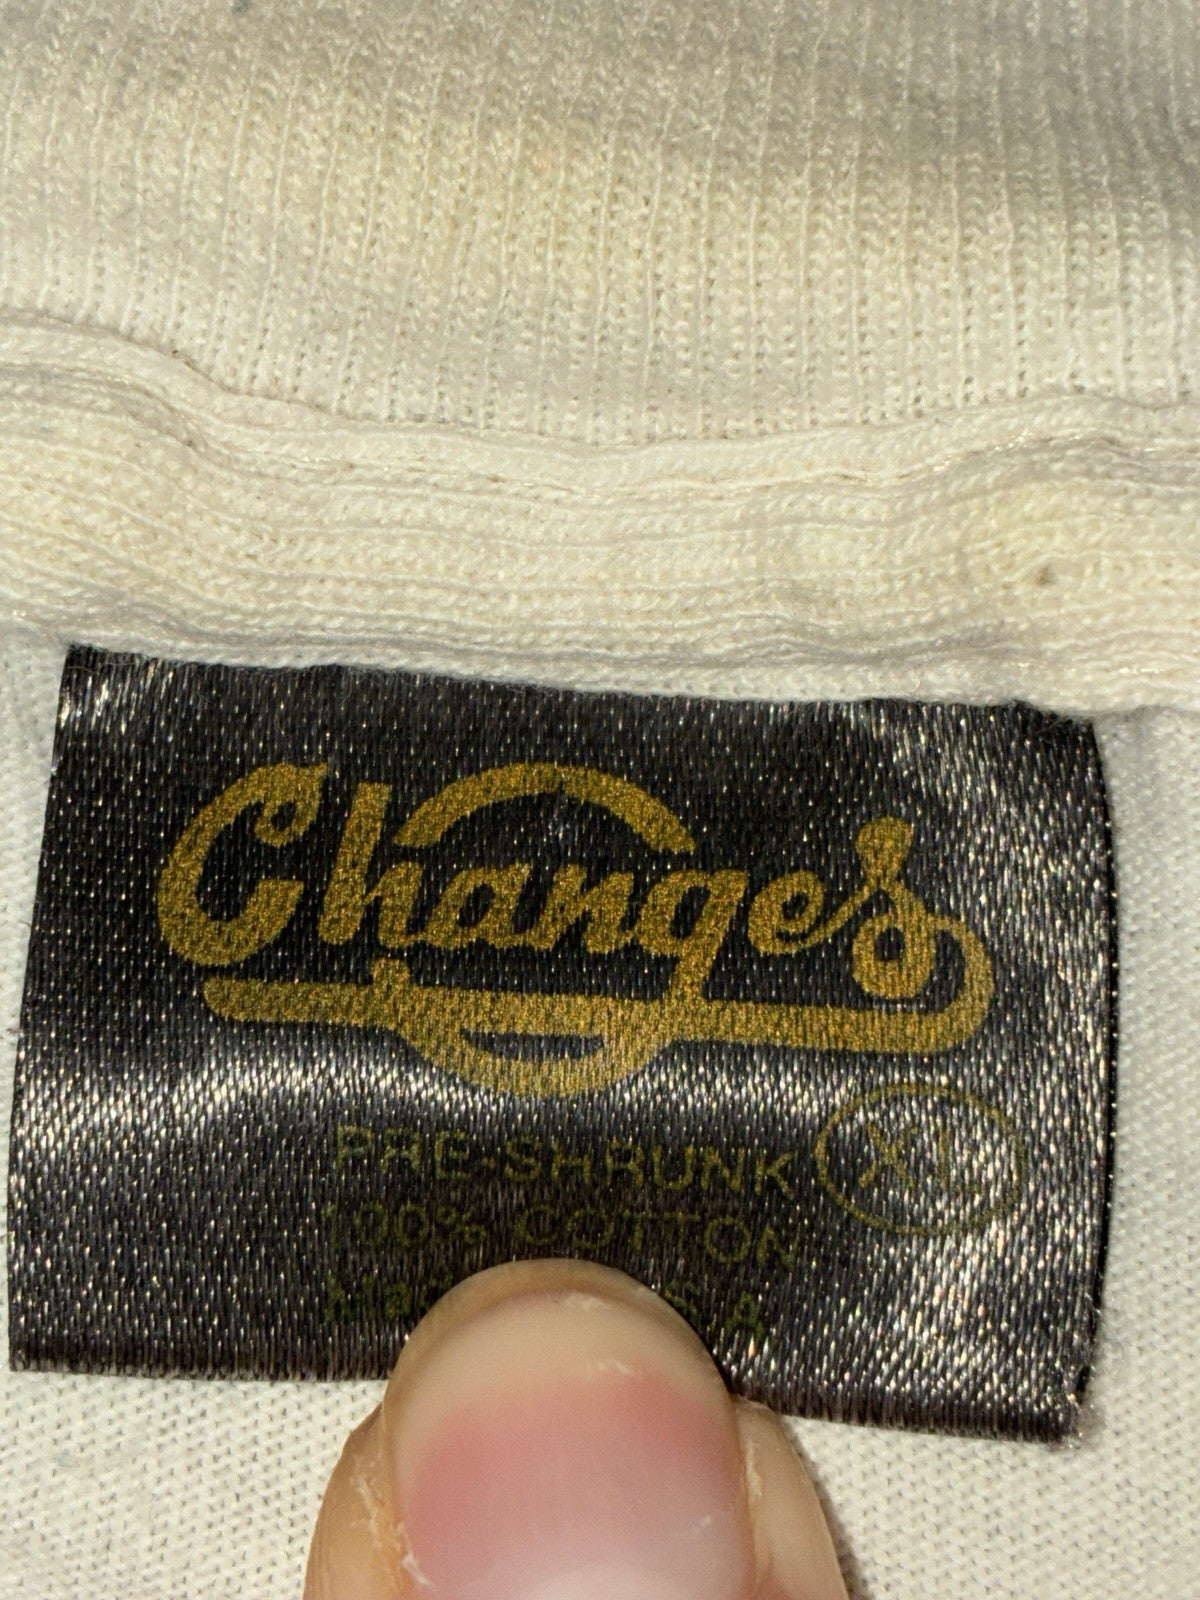 Changes
PRE-SHRUNK XL
100% COTTON